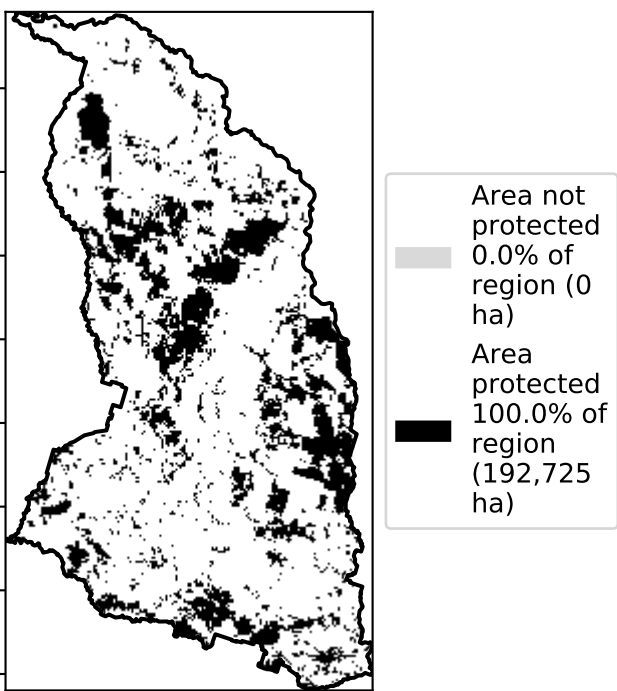 Area not
protected
0.0% of
region (0
ha)
Area
protected
100.0% of
region
(192,725
ha)